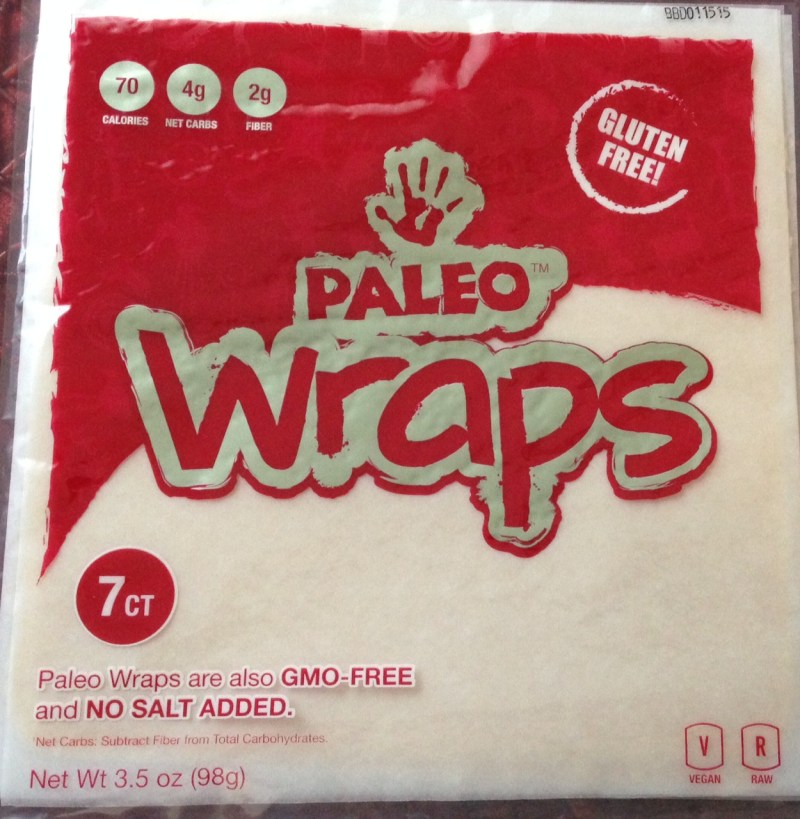 BBD011515
70
CALORIES
4g
NET CARBS
2g
FIBER
GLUTEN
FREE!
PALEO™
Wraps
7CT
Paleo Wraps are also GMO-FREE
and NO SALT ADDED.
*Net Carbs: Subtract Fiber from Total Carbohydrates.
Net Wt 3.5 oz (98g)
V
VEGAN
R
RAW